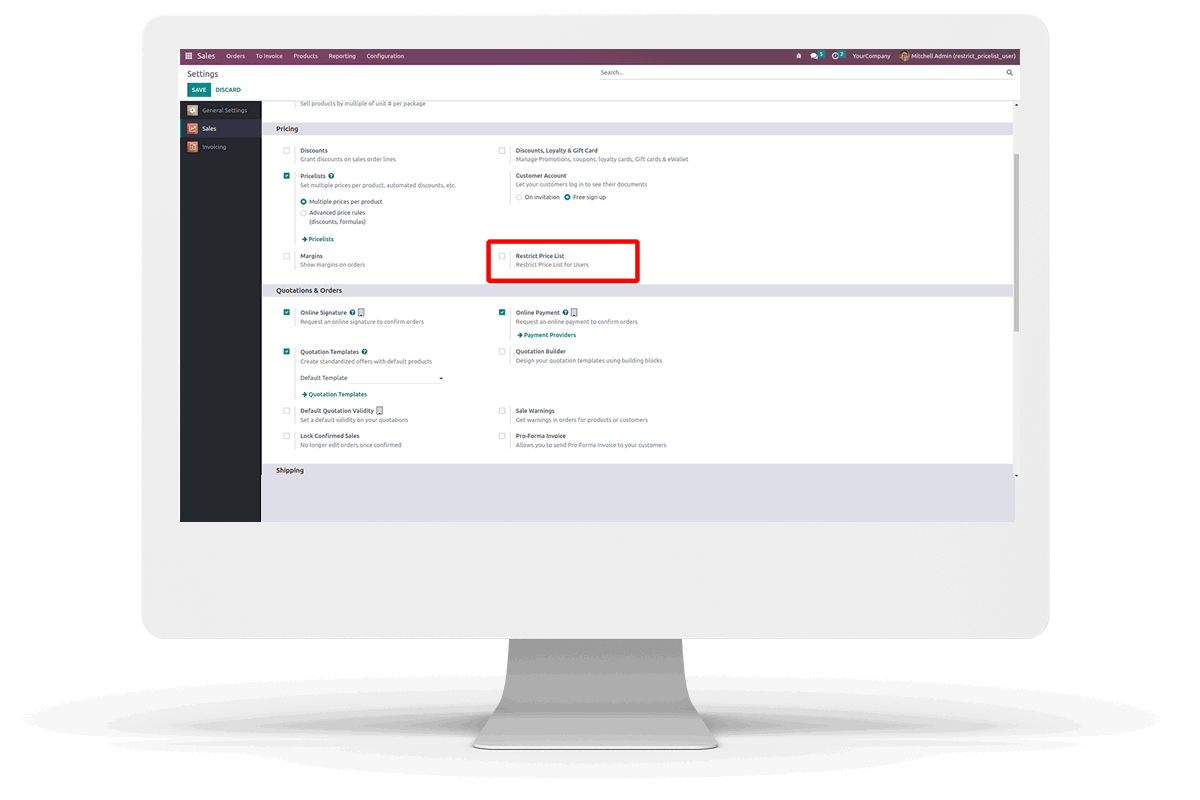 Sales Orders To Invoice Products Reporting Configuration 5 2 YourCompany Mitchell Admin (restrict_pricelist_user)
Settings Search...
SAVE DISCARD
General Settings
Sales
Invoicing
Sell products by multiple of unit # per package
Pricing
Discounts
Grant discounts on sales order lines
Discounts, Loyalty & Gift Card
Manage Promotions, coupons, loyalty cards, Gift cards & eWallet
Pricelists ?
Set multiple prices per product, automated discounts, etc.
Multiple prices per product
Advanced price rules
(discounts, formulas)
Pricelists
Customer Account
Let your customers log in to see their documents
On invitation Free sign up
Margins
Show margins on orders
Restrict Price List
Restrict Price List for Users
Quotations & Orders
Online Signature ?
Request an online signature to confirm orders
Online Payment ?
Request an online payment to confirm orders
Payment Providers
Quotation Templates ?
Create standardized offers with default products
Default Template
Quotation Templates
Quotation Builder
Design your quotation templates using building blocks
Default Quotation Validity
Set a default validity on your quotations
Sale Warnings
Get warnings in orders for products or customers
Lock Confirmed Sales
No longer edit orders once confirmed
Pro-Forma Invoice
Allows you to send Pro-Forma Invoice to your customers
Shipping